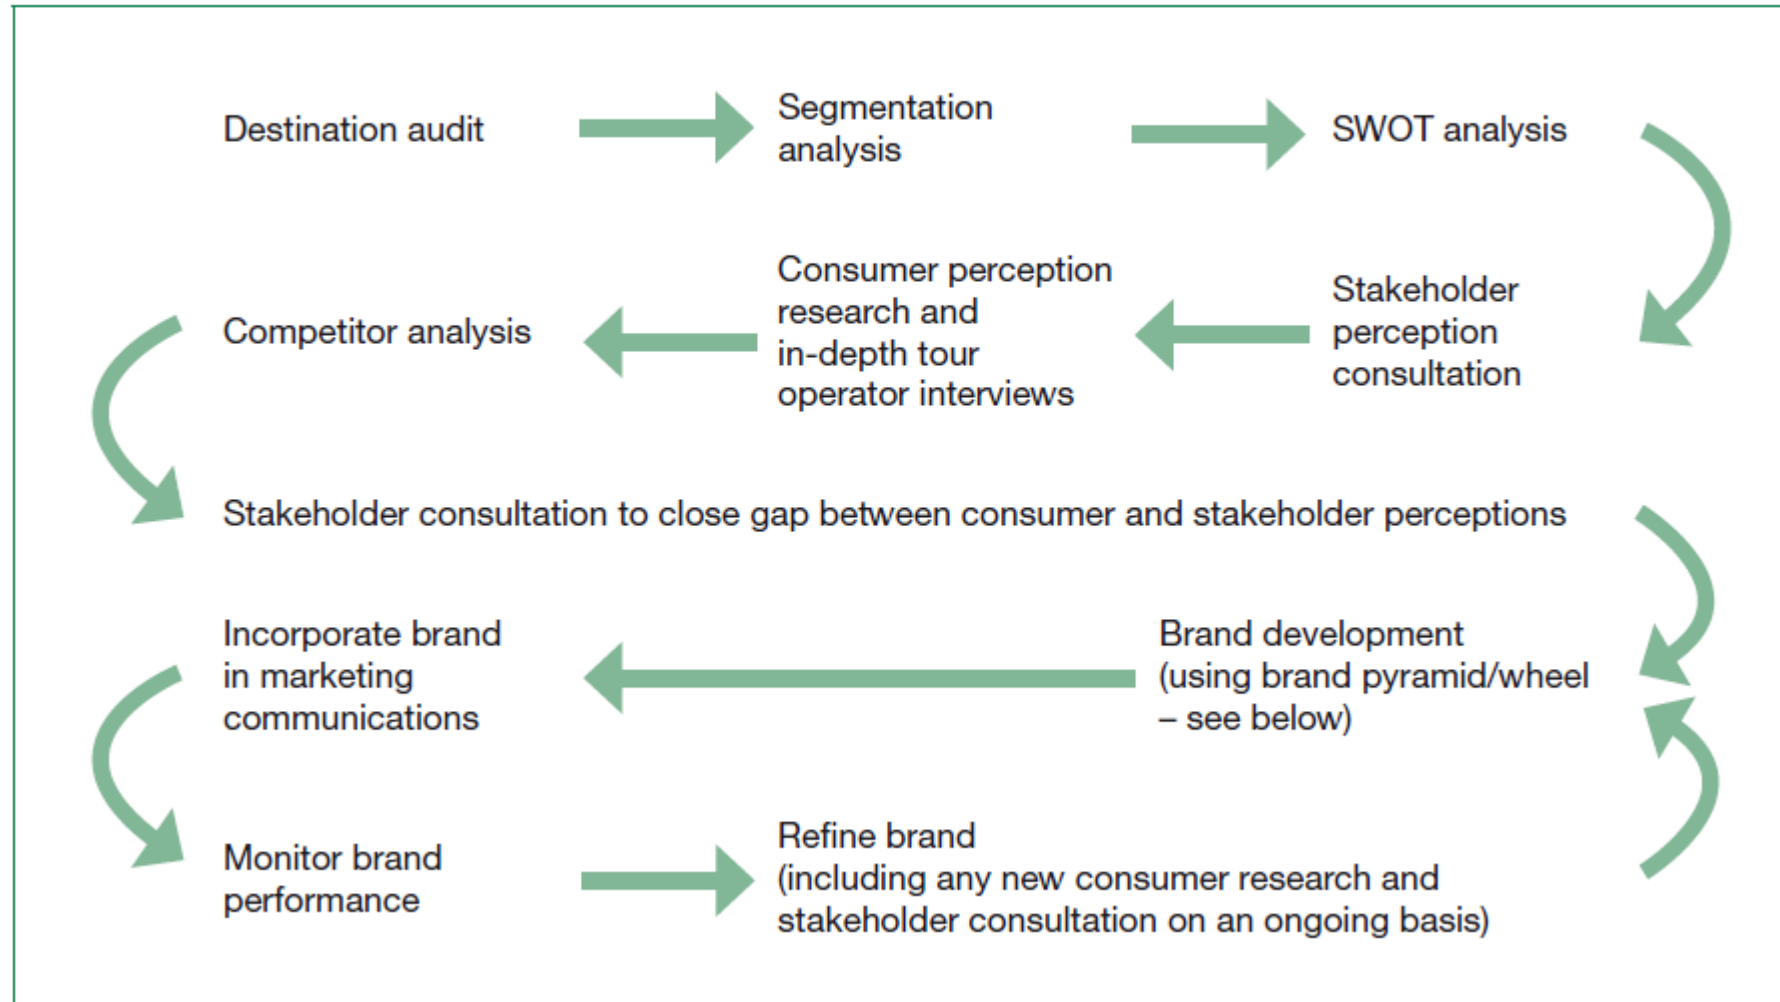 Destination audit
Segmentation
analysis
SWOT analysis
Stakeholder
perception
consultation
Consumer perception
research and
in-depth tour
operator interviews
Competitor analysis
Stakeholder consultation to close gap between consumer and stakeholder perceptions
Brand development
(using brand pyramid/wheel
– see below)
Incorporate brand
in marketing
communications
Monitor brand
performance
Refine brand
(including any new consumer research and
stakeholder consultation on an ongoing basis)